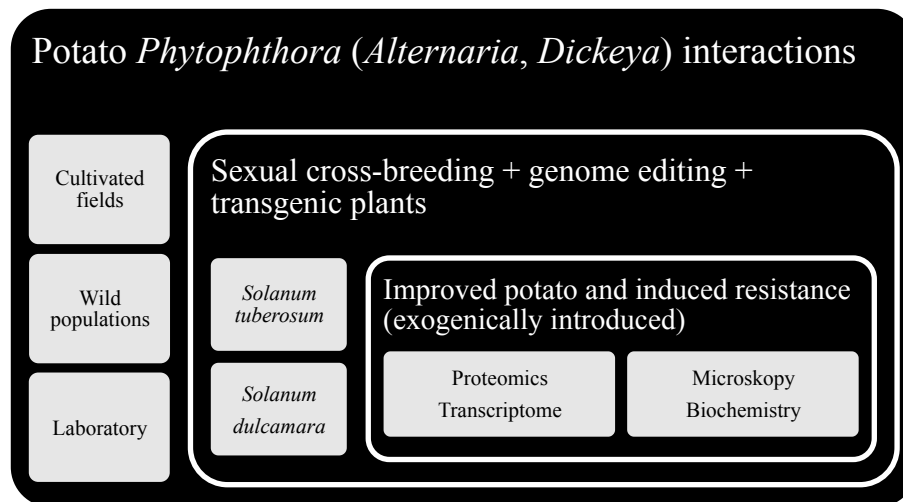 Potato Phytophthora (Alternaria, Dickeya) interactions
Cultivated
fields
Wild
populations
Laboratory
Sexual cross-breeding + genome editing +
transgenic plants
Solanum
tuberosum
Solanum
dulcamara
Improved potato and induced resistance
(exogenically introduced)
Proteomics
Transcriptome
Microskopy
Biochemistry